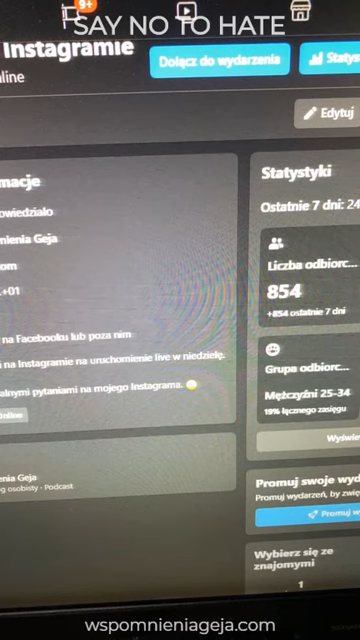 9+
SAY NO TO HATE
Instagramie
nline
Dołącz do wydarzenia
Statys
Edytuj
macje
Statystyki
owiedziało
Ostatnie 7 dni: 24
nienia Geja
om
Liczba odbiorc...
.+01
854
+854 ostatnie 7 dni
na Facebooku lub poza nim
i na Instagramie na uruchomienie live w niedzielę.
Grupa odbiorc...
alnymi pytaniami na mojego Instagrama.
Mężczyźni 25-34
19% łącznego zasięgu
Online
Wyświe
enia Geja
og osobisty · Podcast
Promuj swoje wyd
Promuj wydarzeń, by zwię
Promuj w
Wybierz się ze
znajomymi
1
wspomnieniageja.com